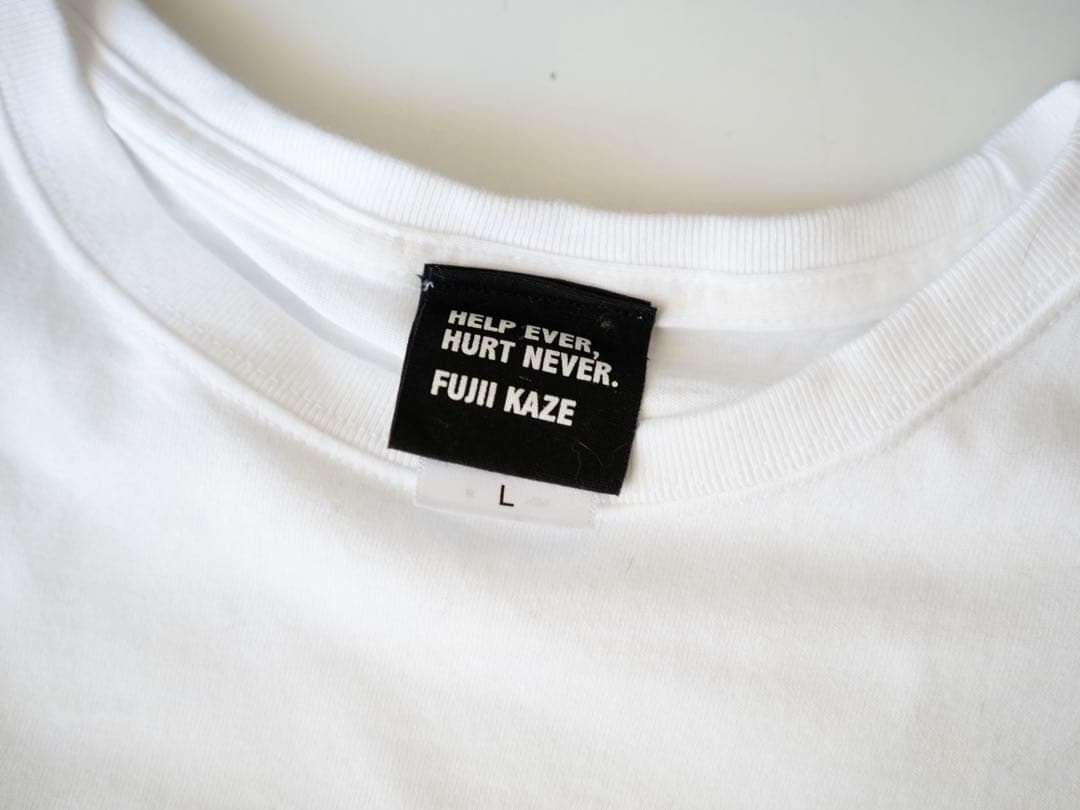 HELP EVER,
HURT NEVER.
FUJII KAZE
L